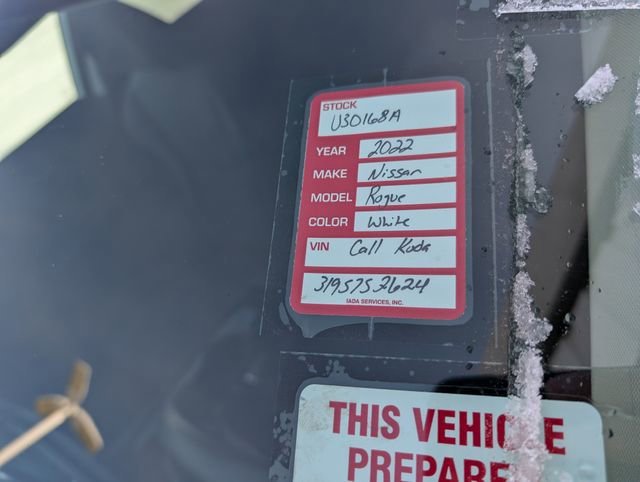 STOCK
U30168A
YEAR 2022
MAKE Nissan
MODEL Rogue
COLOR White
VIN Call Koda
3195752624
IADA SERVICES, INC.
THIS VEHICLE
PREPARE